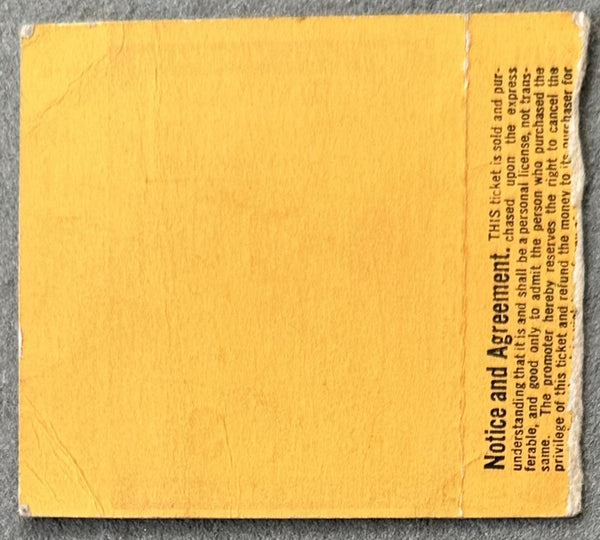 Notice and Agreement. THIS ticket is sold and pur-
chased upon the express
understanding that it is and shall be a personal license, not trans-
ferable, and good only to admit the person who purchased the
same. The promoter hereby reserves the right to cancel the
privilege of this ticket and refund the money to its purchaser for